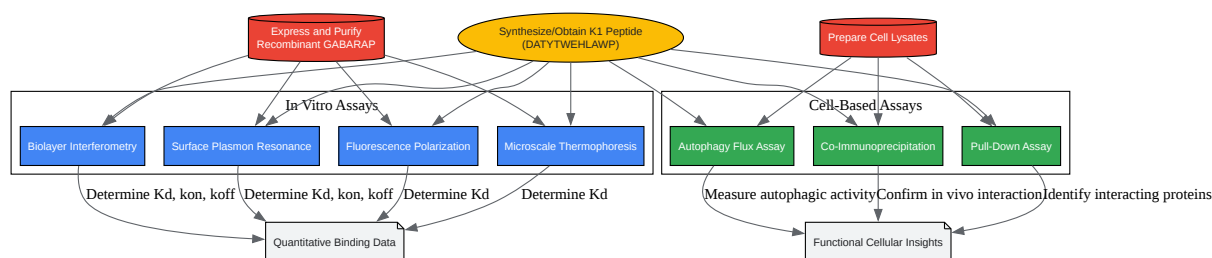 Express and Purify
Recombinant GABARAP
Synthesize/Obtain K1 Peptide
(DATYTWEHLAWP)
Prepare Cell Lysates
In Vitro Assays
Cell-Based Assays
Biolayer Interferometry
Surface Plasmon Resonance
Fluorescence Polarization
Microscale Thermophoresis
Autophagy Flux Assay
Co-Immunoprecipitation
Pull-Down Assay
Determine Kd, kon, koff
Determine Kd, kon, koff
Determine Kd
Determine Kd
Measure autophagic activity
Confirm in vivo interaction
Identify interacting proteins
Quantitative Binding Data
Functional Cellular Insights